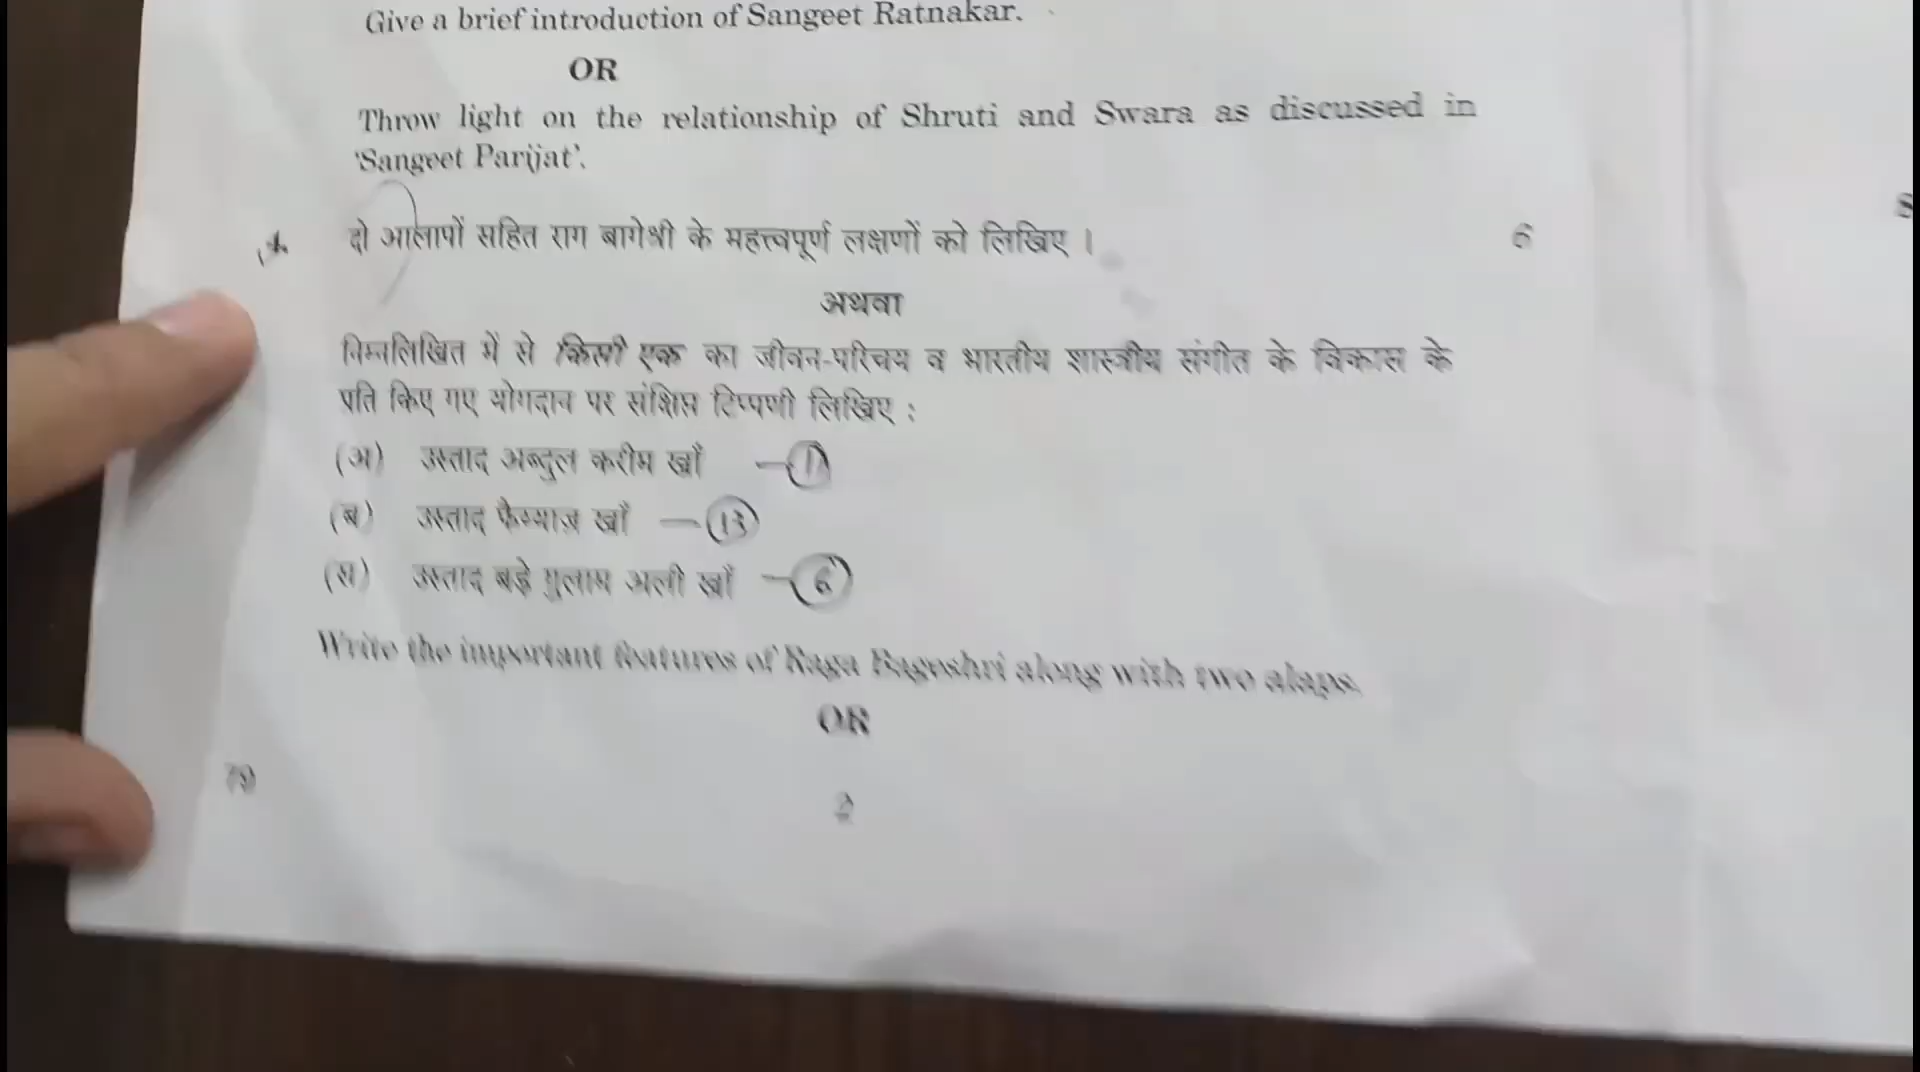 Give a brief introduction of Sangeet Ratnakar.
OR
Throw light on the relationship of Shruti and Swara as discussed in
'Sangeet Parijat'.
दो आलापों सहित राग बागेश्री के महत्त्वपूर्ण लक्षणों को लिखिए । 6
अथवा
निम्नलिखित में से किसी एक का जीवन-परिचय व भारतीय शास्त्रीय संगीत के विकास के
प्रति किए गए योगदान पर संक्षिप्त टिप्पणी लिखिए :
(अ) उस्ताद अब्दुल करीम खाँ
(ब) उस्ताद फैय्याज़ खाँ — 13
(स) उस्ताद बड़े ग़ुलाम अली खाँ — 6
Write the important features of Raga Bageshri along with two alaps.
OR
2